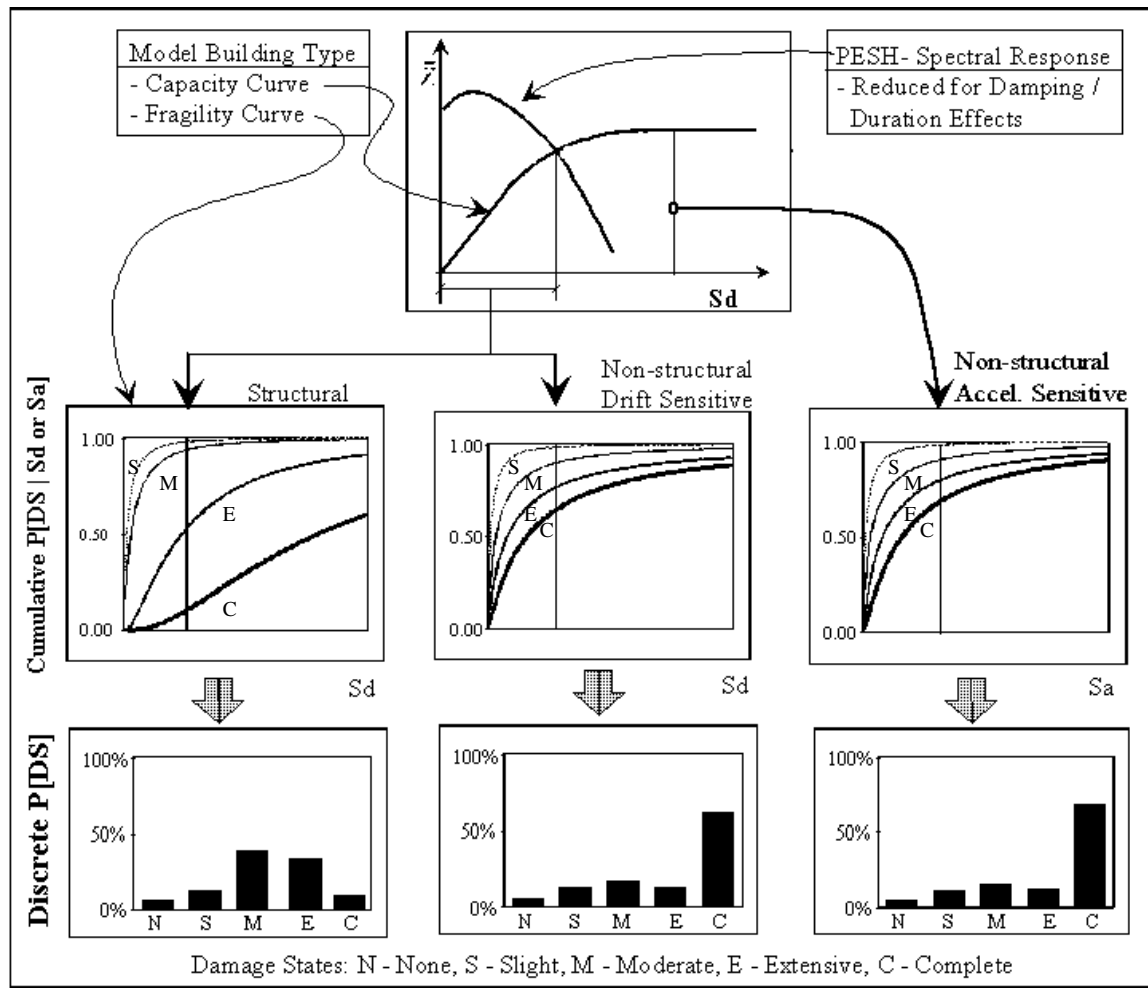 Model Building Type
- Capacity Curve
- Fragility Curve
PESH- Spectral Response
- Reduced for Damping /
Duration Effects
Sd
Cumulative P[DS | Sd or Sa]
Structural
Non-structural
Drift Sensitive
Non-structural
Accel. Sensitive
1.00
0.50
0.00
S
M
E
C
Sd
1.00
0.50
0.00
S
M
E
C
Sd
1.00
0.50
0.00
S
M
E
C
Sa
Discrete P[DS]
100%
50%
0%
N S M E C
100%
50%
0%
N S M E C
100%
50%
0%
N S M E C
Damage States: N - None, S - Slight, M - Moderate, E - Extensive, C - Complete